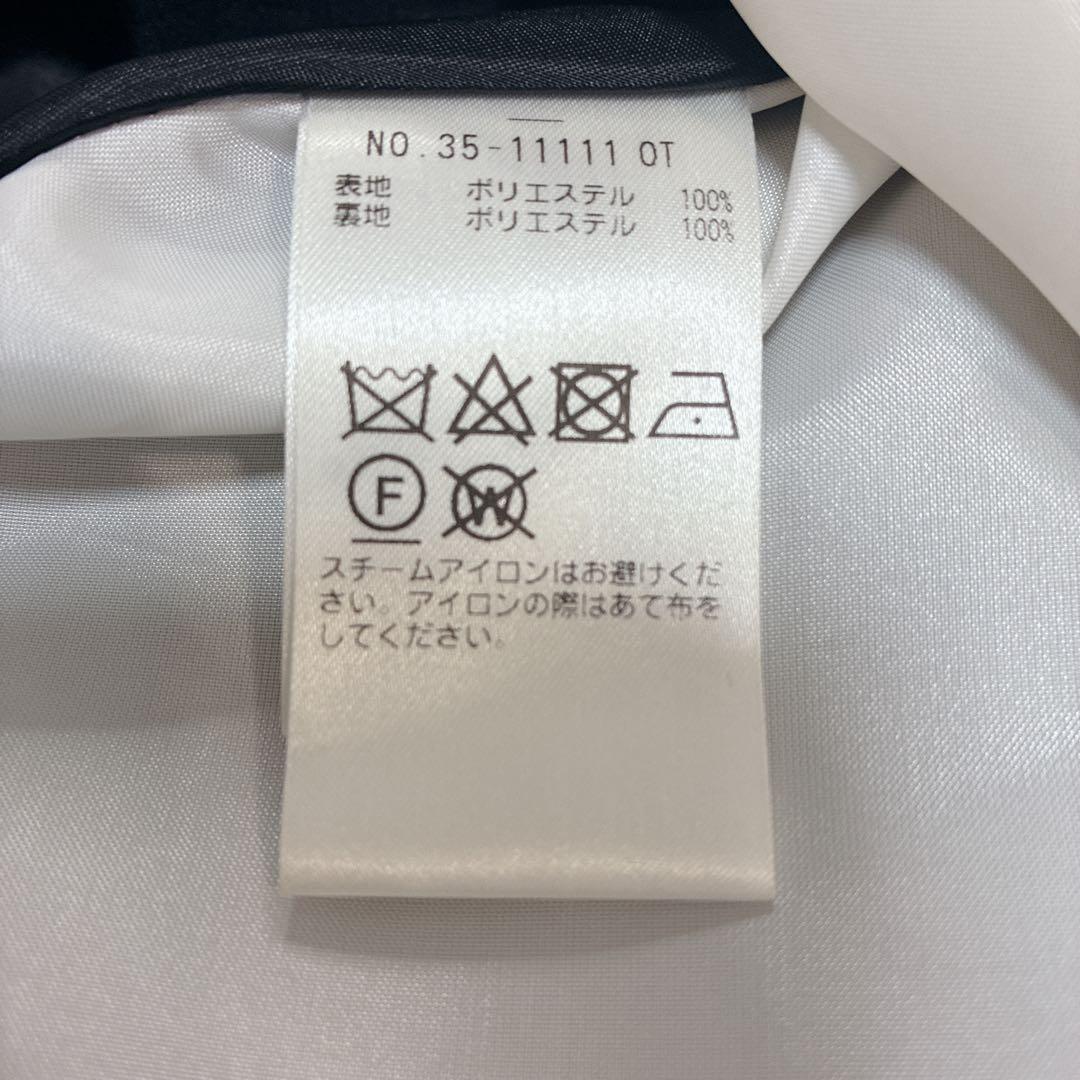 NO.35-11111 OT
表地 ポリエステル 100%
裏地 ポリエステル 100%
F
W
スチームアイロンはお避けくだ
さい。アイロンの際はあて布を
してください。